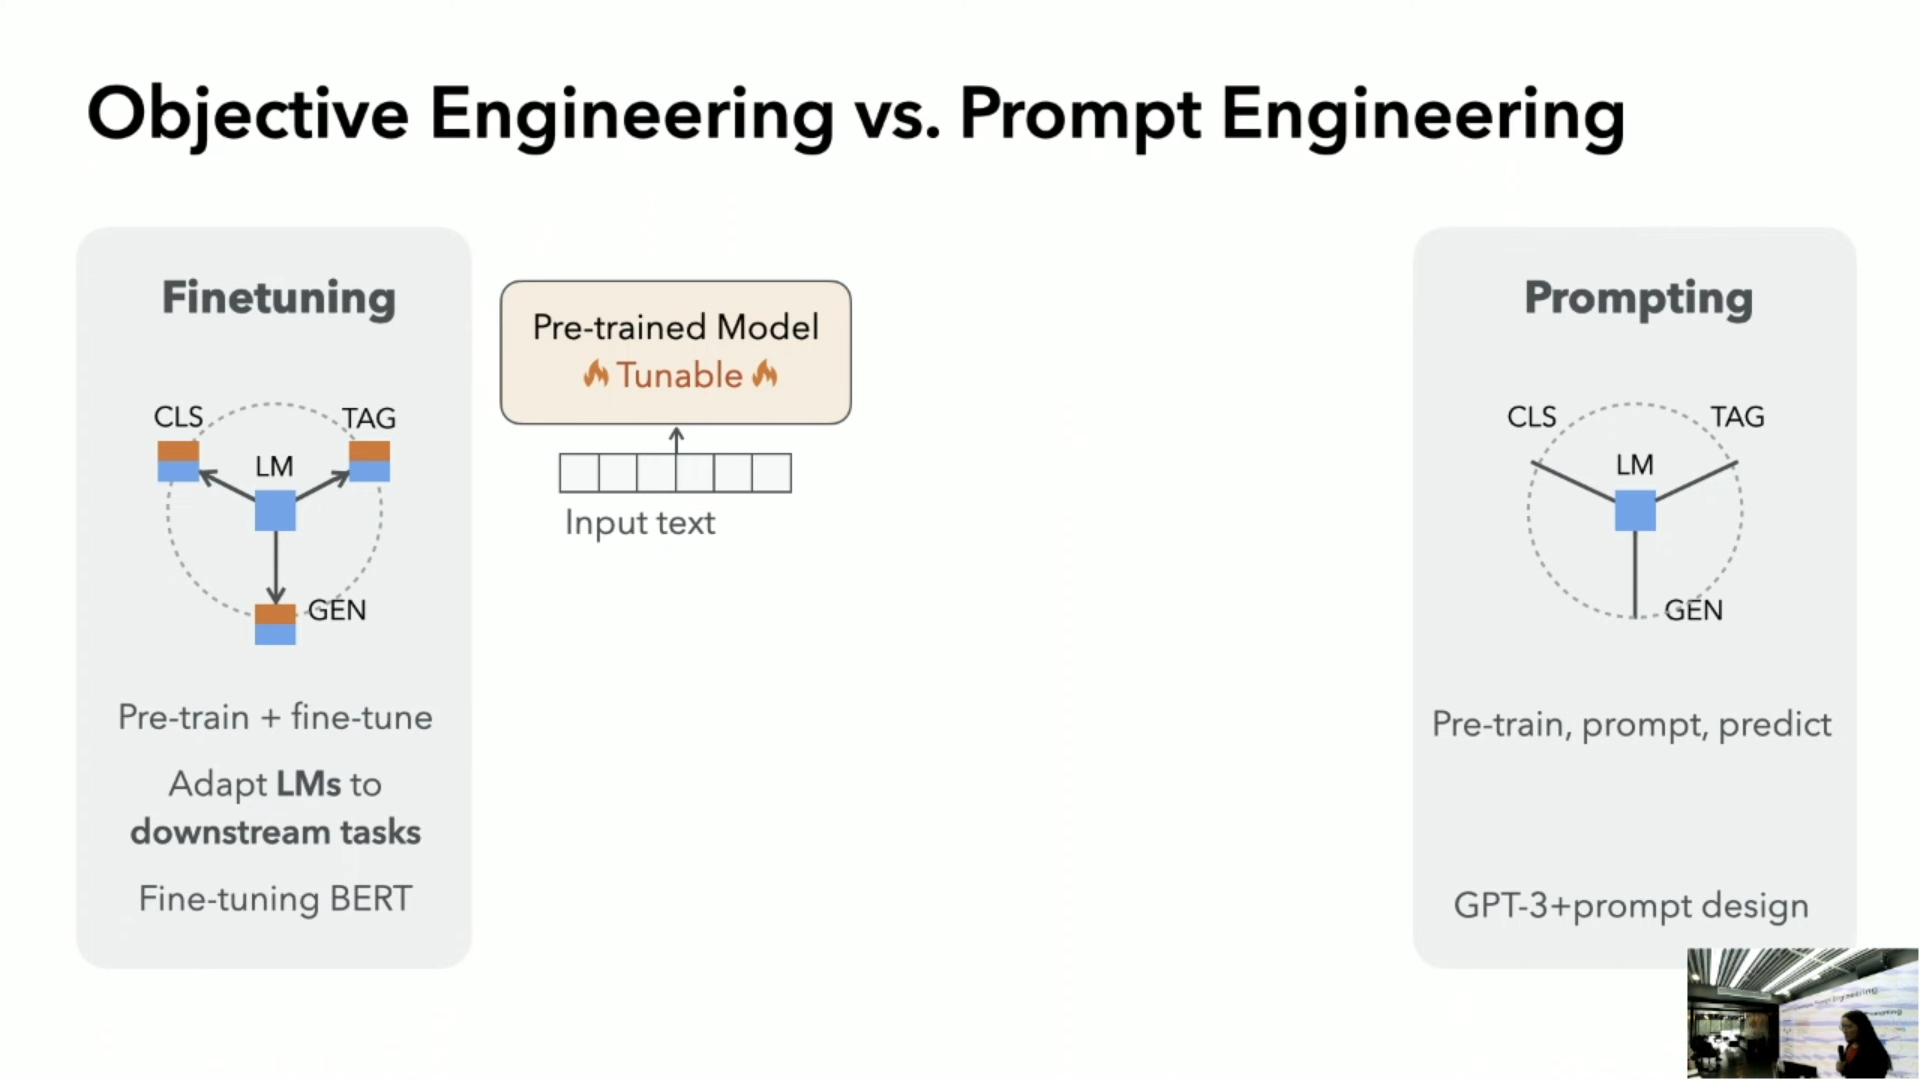 Objective Engineering vs. Prompt Engineering
Finetuning
CLS
TAG
LM
GEN
Pre-train + fine-tune
Adapt LMs to
downstream tasks
Fine-tuning BERT
Pre-trained Model
Tunable
Input text
Prompting
CLS
TAG
LM
GEN
Pre-train, prompt, predict
GPT-3+prompt design